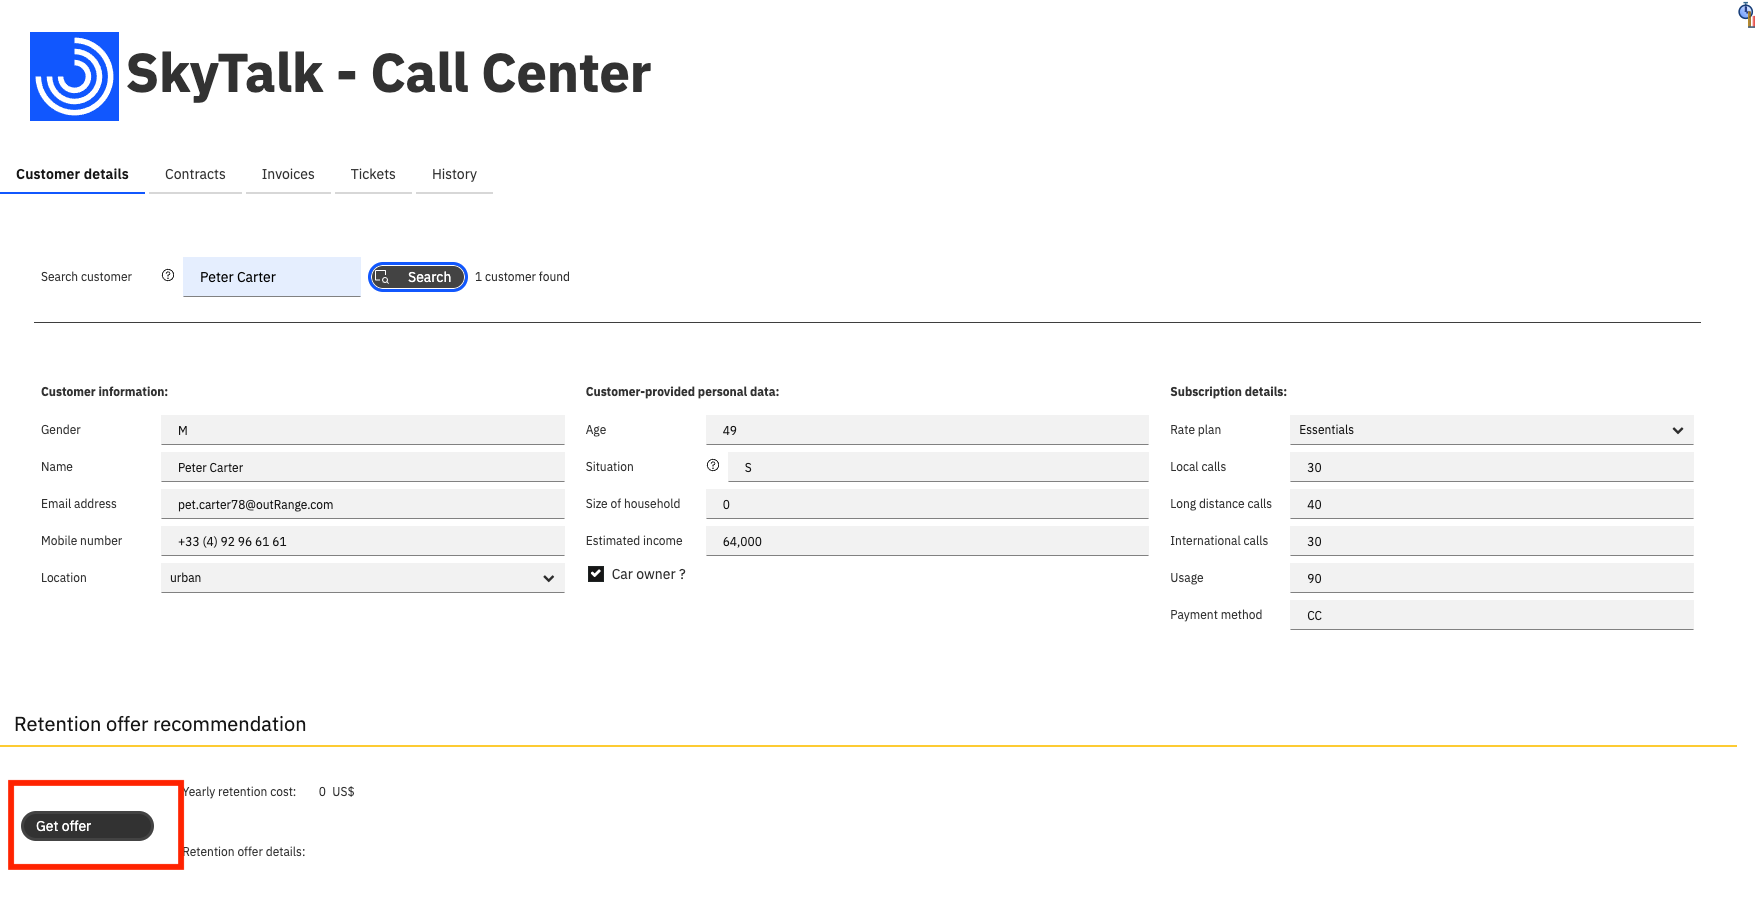 SkyTalk - Call Center
Customer details Contracts Invoices Tickets History
Search customer Peter Carter Search 1 customer found
Customer information: Customer-provided personal data: Subscription details:
Gender M Age 49 Rate plan Essentials
Name Peter Carter Situation S Local calls 30
Email address pet.carter78@outRange.com Size of household 0 Long distance calls 40
Mobile number +33 (4) 92 96 61 61 Estimated income 64,000 International calls 30
Location urban Car owner ? Usage 90
Payment method CC
Retention offer recommendation
Yearly retention cost: 0 US$
Get offer
Retention offer details: